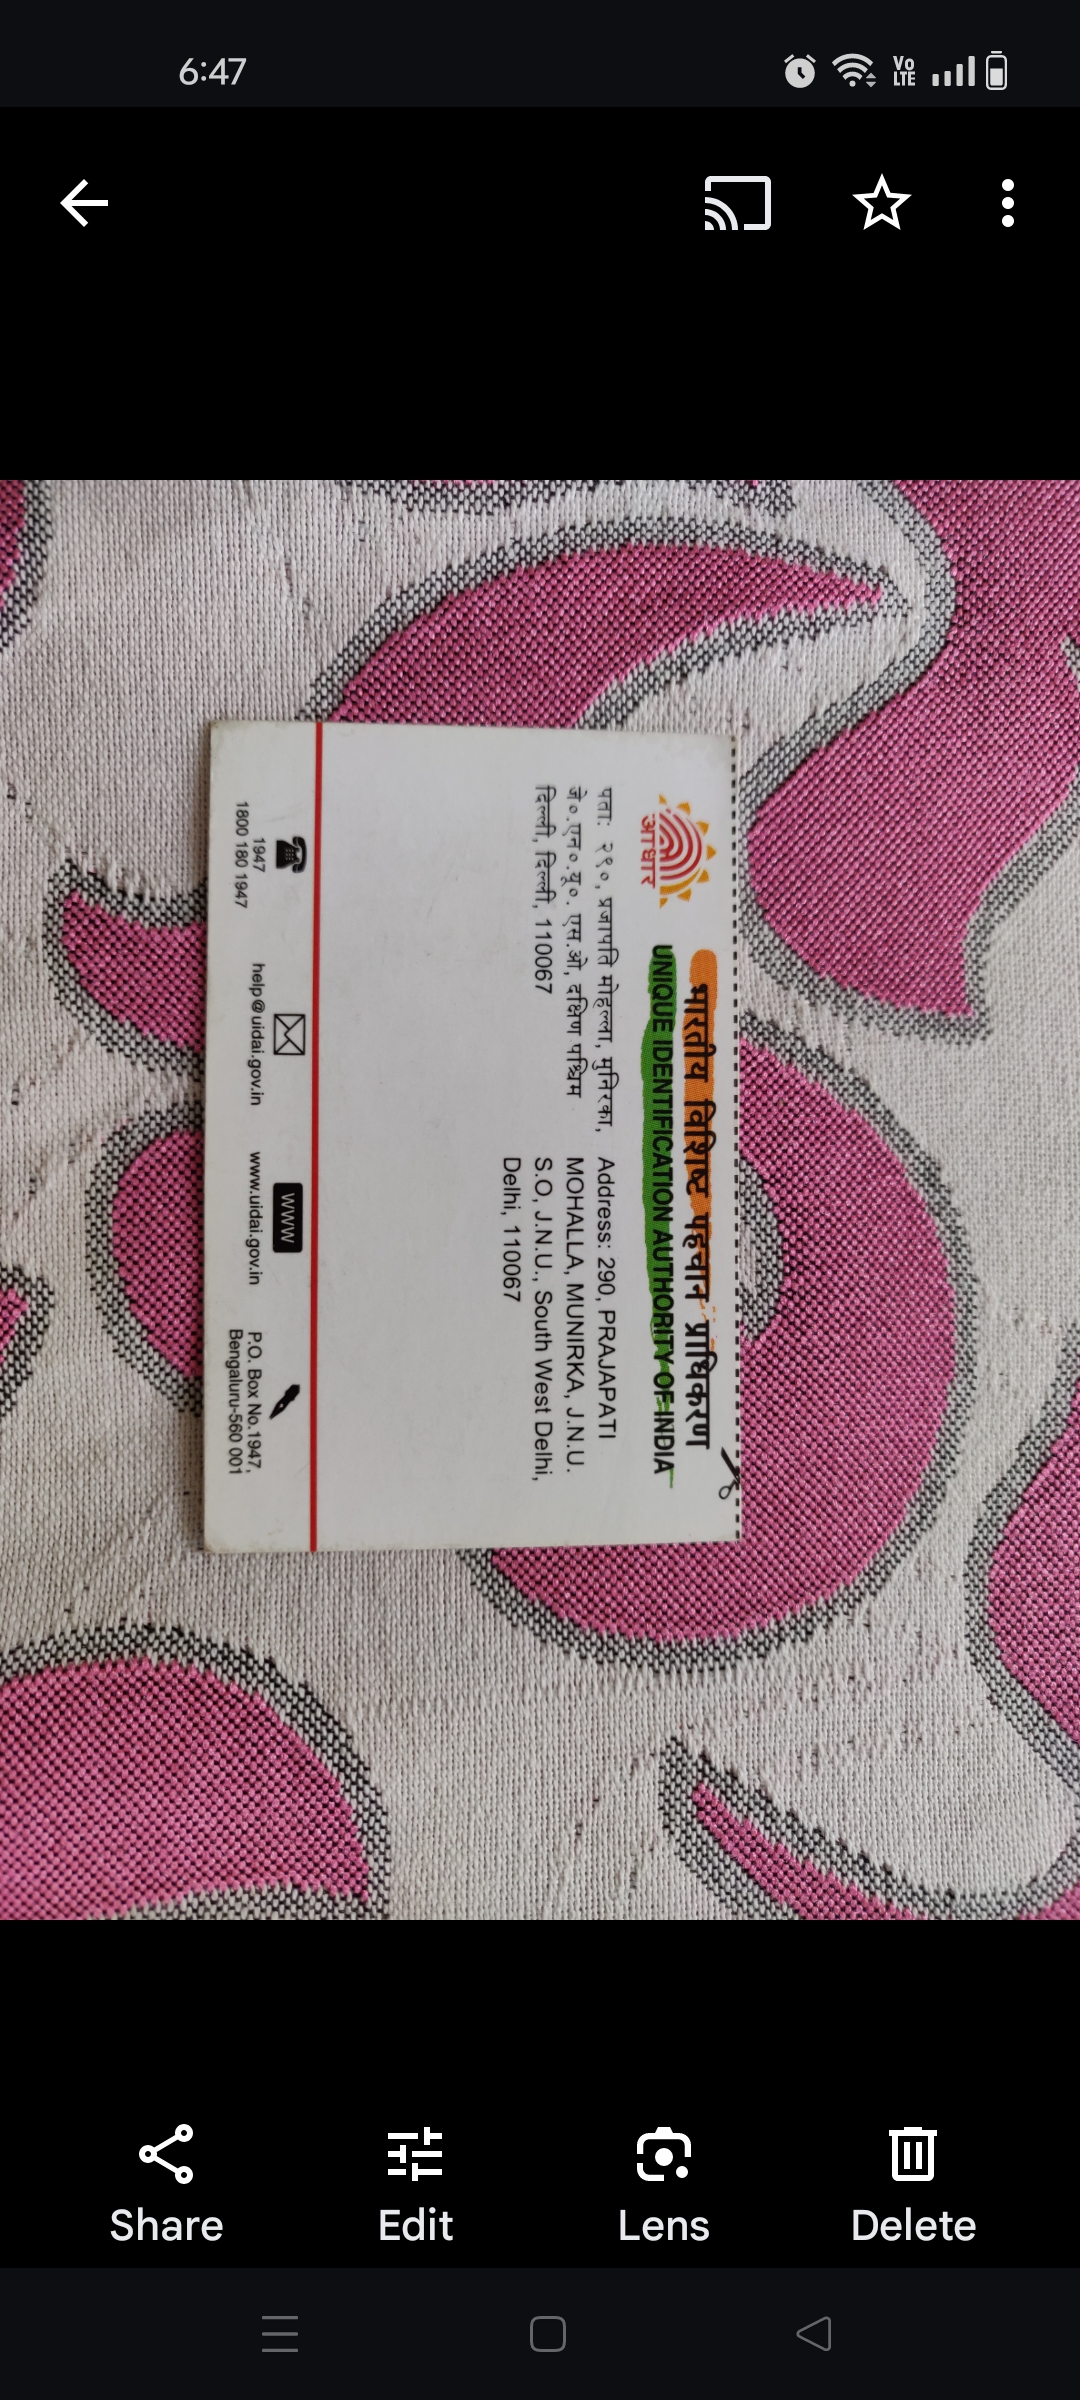 6:47
Vo
LTE
भारतीय विशिष्ट पहचान प्राधिकरण
UNIQUE IDENTIFICATION AUTHORITY OF INDIA
आधार
पता: २९०, प्रजापति मोहल्ला, मुनिरका,
जे०.एन०.यू०. एस.ओ, दक्षिण पश्चिम
दिल्ली, दिल्ली, 110067
Address: 290, PRAJAPATI
MOHALLA, MUNIRKA, J.N.U.
S.O, J.N.U., South West Delhi,
Delhi, 110067
1947
1800 180 1947
help@uidai.gov.in
WWW
www.uidai.gov.in
P.O. Box No.1947,
Bengaluru-560 001
Share
Edit
Lens
Delete